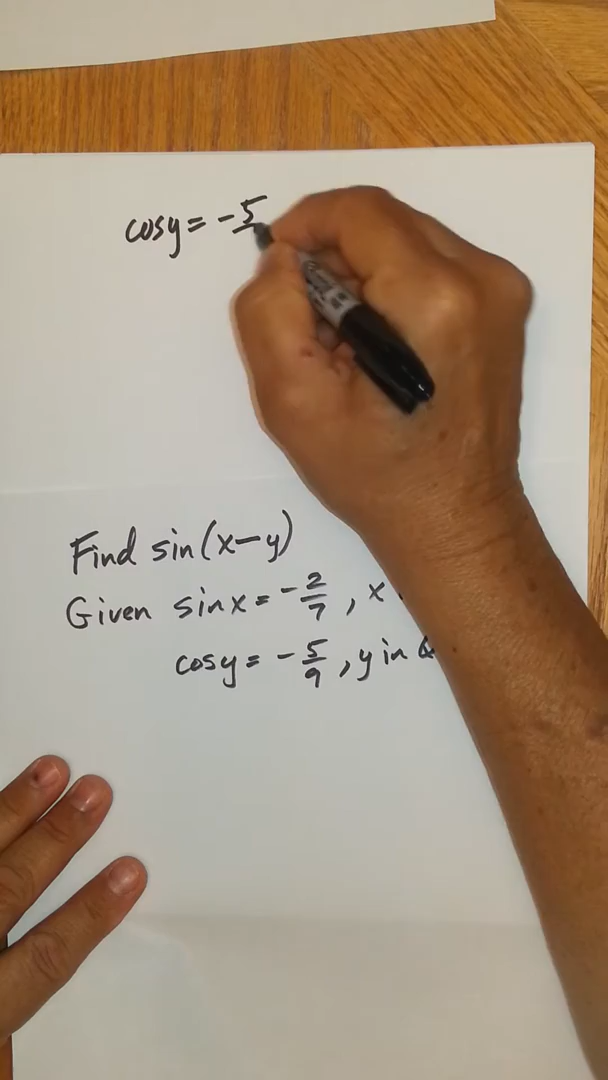 cosy = -5/
Find sin(x-y)
Given sinx = -2/7, x
cosy = -5/9, y in Q